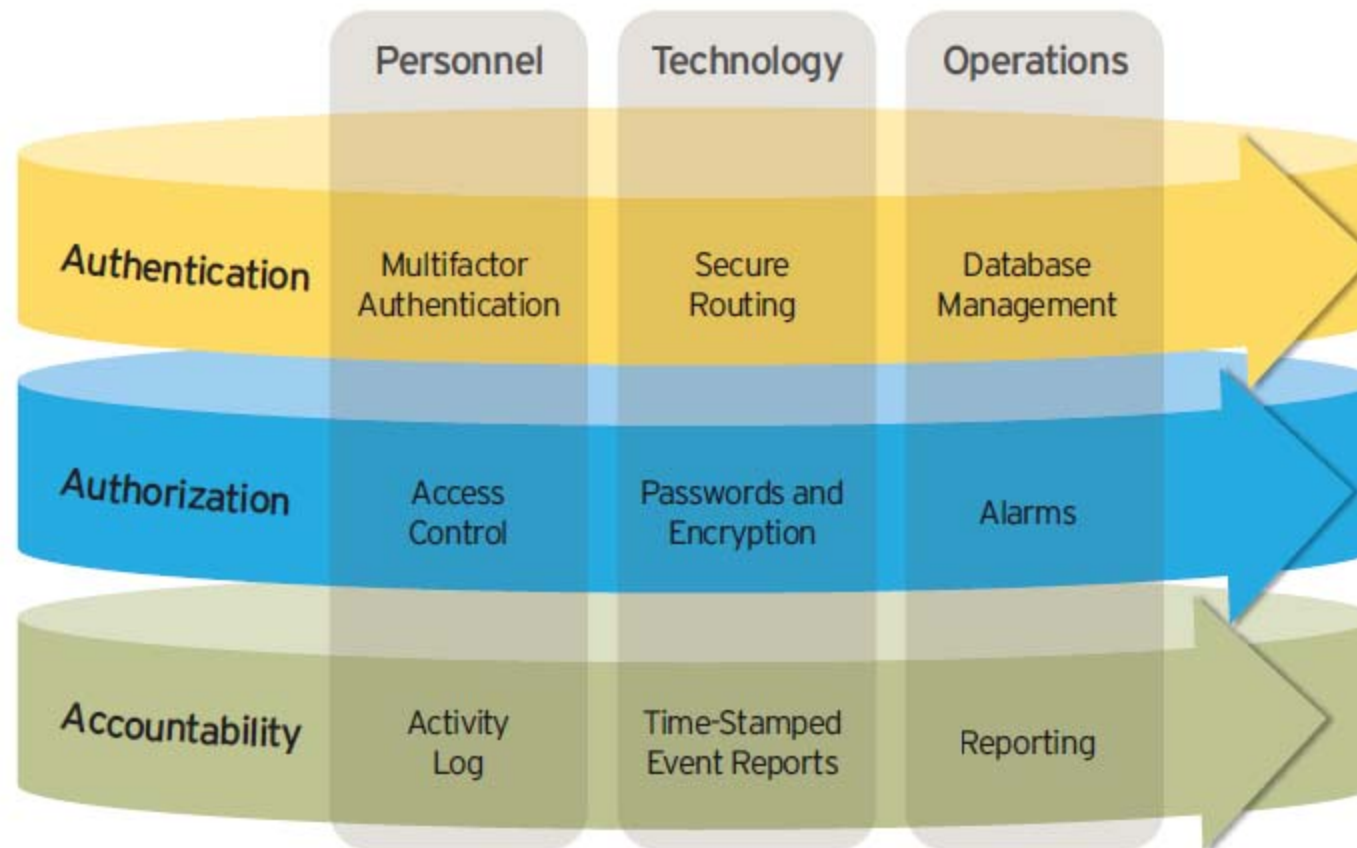 Personnel
Technology
Operations
Authentication
Multifactor
Authentication
Secure
Routing
Database
Management
Authorization
Access
Control
Passwords and
Encryption
Alarms
Accountability
Activity
Log
Time-Stamped
Event Reports
Reporting